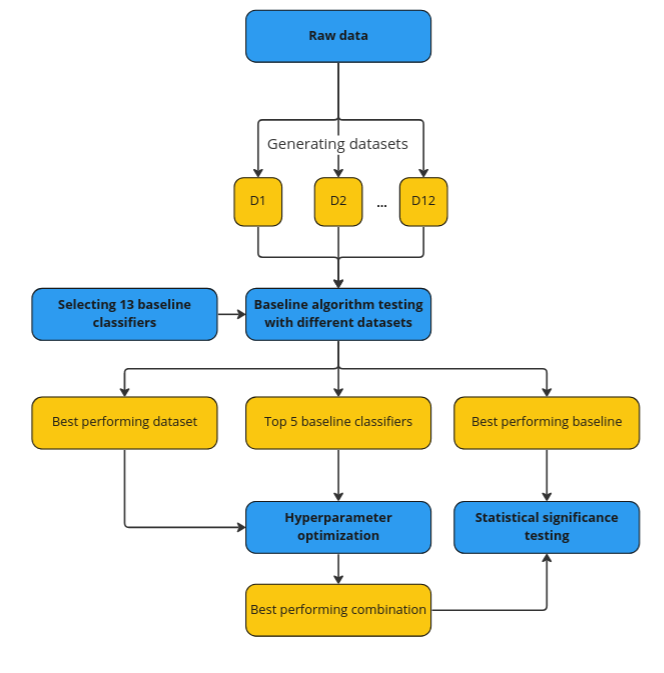 Raw data
Generating datasets
D1
D2
...
D12
Selecting 13 baseline
classifiers
Baseline algorithm testing
with different datasets
Best performing dataset
Top 5 baseline classifiers
Best performing baseline
Hyperparameter
optimization
Statistical significance
testing
Best performing combination